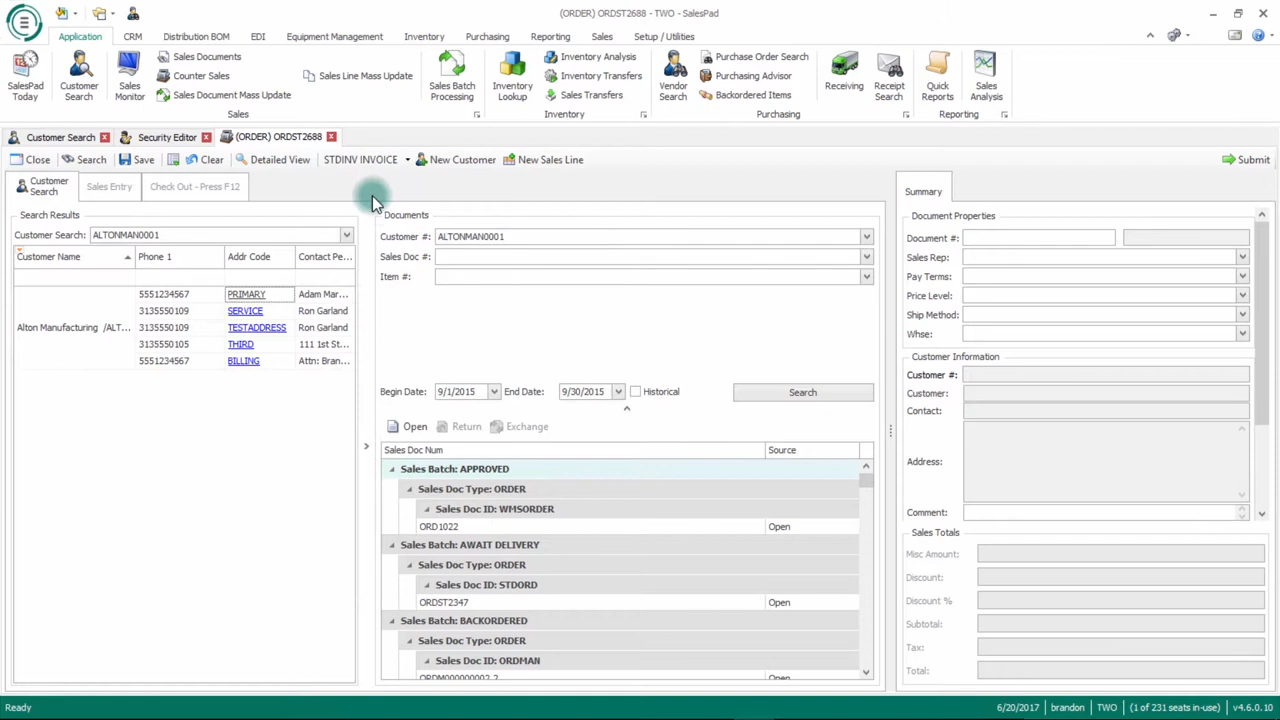 (ORDER) ORDST2688 - TWO - SalesPad
Application CRM Distribution BOM EDI Equipment Management Inventory Purchasing Reporting Sales Setup / Utilities
SalesPad Today
Customer Search
Sales Monitor
Sales Documents
Counter Sales
Sales Document Mass Update
Sales Line Mass Update
Sales Batch Processing
Sales
Inventory Lookup
Inventory Analysis
Inventory Transfers
Sales Transfers
Inventory
Vendor Search
Purchase Order Search
Purchasing Advisor
Backordered Items
Receiving
Receipt Search
Purchasing
Quick Reports
Sales Analysis
Reporting
Customer Search Security Editor (ORDER) ORDST2688
Close Search Save Clear Detailed View STDINV INVOICE New Customer New Sales Line Submit
Customer Search Sales Entry Check Out - Press F12
Search Results
Customer Search: ALTONMAN0001
Customer Name Phone 1 Addr Code Contact Pe...
5551234567 PRIMARY Adam Mar...
3135550109 SERVICE Ron Garland
Alton Manufacturing /ALT... 3135550109 TESTADDRESS Ron Garland
3135550105 THIRD 111 1st St...
5551234567 BILLING Attn: Bran...
Documents
Customer #: ALTONMAN0001
Sales Doc #:
Item #:
Begin Date: 9/1/2015 End Date: 9/30/2015 Historical Search
Open Return Exchange
Sales Doc Num Source
Sales Batch: APPROVED
Sales Doc Type: ORDER
Sales Doc ID: WMSORDER
ORD1022 Open
Sales Batch: AWAIT DELIVERY
Sales Doc Type: ORDER
Sales Doc ID: STDORD
ORDST2347 Open
Sales Batch: BACKORDERED
Sales Doc Type: ORDER
Sales Doc ID: ORDMAN
ORDM000000002.2 Open
Summary
Document Properties
Document #:
Sales Rep:
Pay Terms:
Price Level:
Ship Method:
Whse:
Customer Information
Customer #:
Customer:
Contact:
Address:
Comment:
Sales Totals
Misc Amount:
Discount:
Discount %
Subtotal:
Tax:
Total:
Ready 6/20/2017 brandon TWO (1 of 231 seats in-use) v4.6.0.10